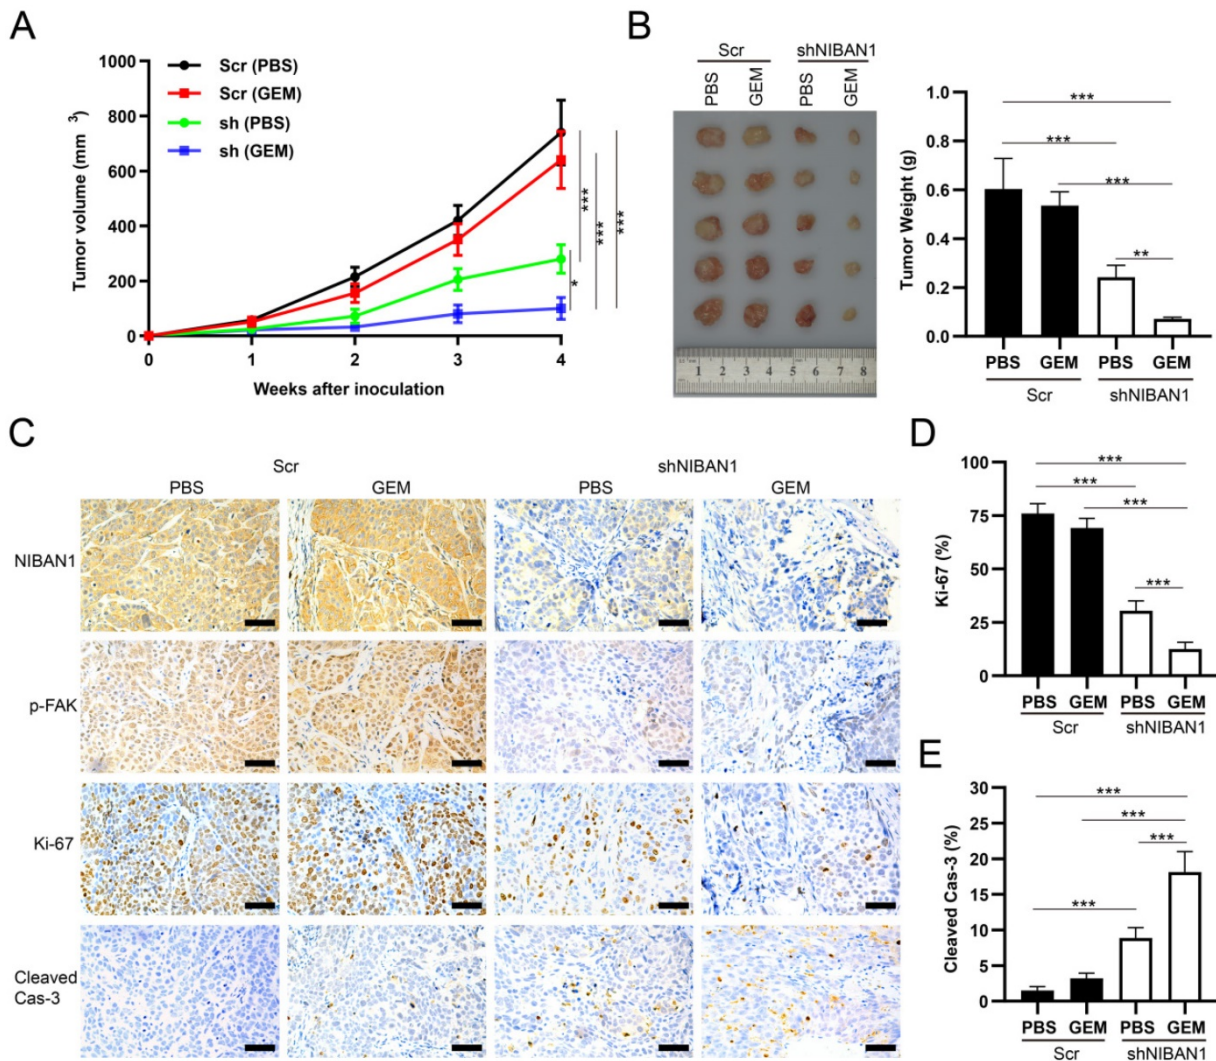 A
Tumor volume (mm 3)
1000
800
600
400
200
0
0 1 2 3 4
Weeks after inoculation
Scr (PBS)
Scr (GEM)
sh (PBS)
sh (GEM)
***
***
***
*
B
Scr shNIBAN1
PBS GEM PBS GEM
1 2 3 4 5 6 7 8
Tumor Weight (g)
1.0
0.8
0.6
0.4
0.2
0.0
***
***
***
**
PBS GEM PBS GEM
Scr shNIBAN1
C
Scr shNIBAN1
PBS GEM PBS GEM
NIBAN1
p-FAK
Ki-67
Cleaved
Cas-3
D
Ki-67 (%)
100
75
50
25
0
***
***
***
***
PBS GEM PBS GEM
Scr shNIBAN1
E
Cleaved Cas-3 (%)
30
25
20
15
10
5
0
***
***
***
***
PBS GEM PBS GEM
Scr shNIBAN1